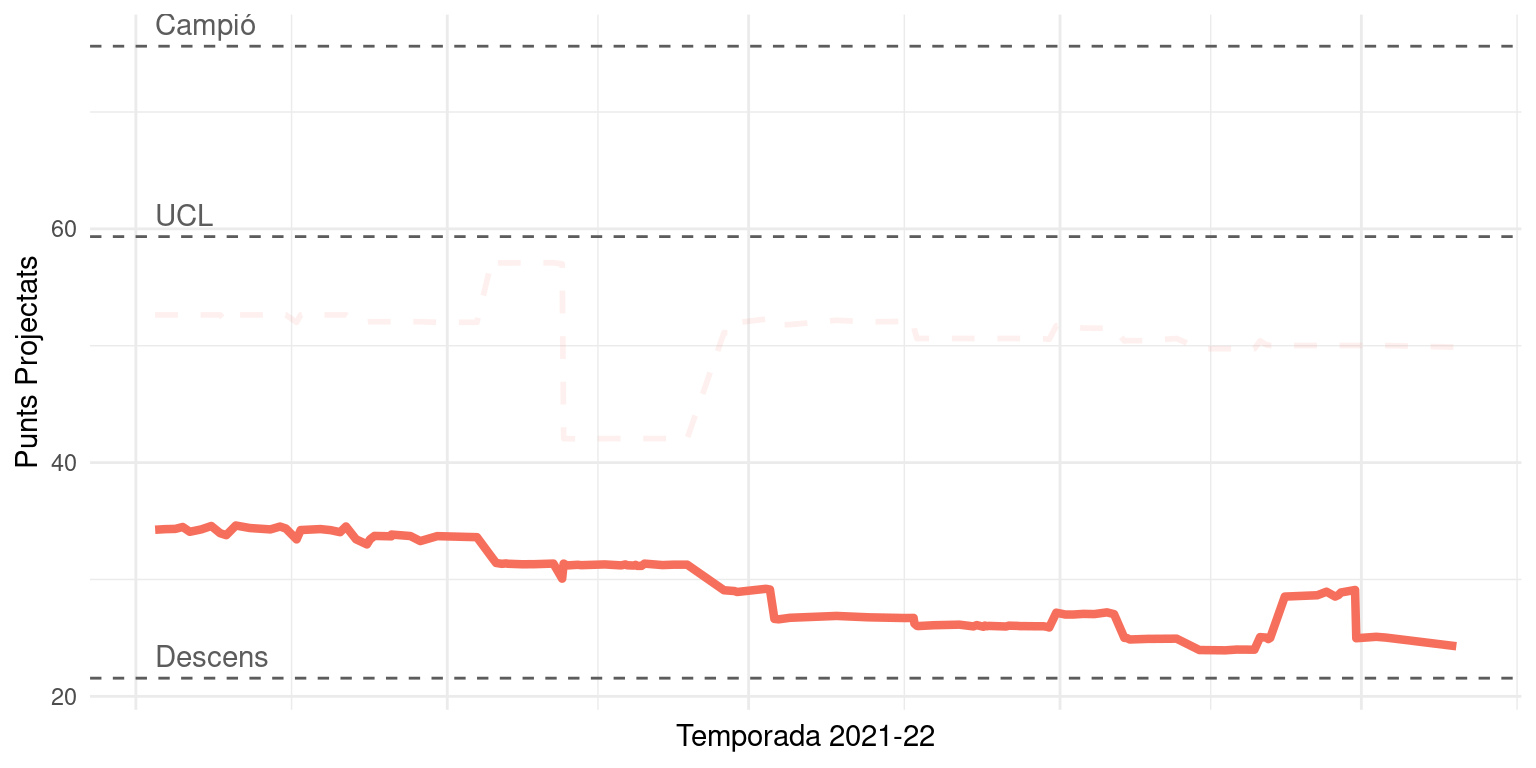 Campió
UCL
60
Punts Projectats
40
Descens
20
Temporada 2021-22